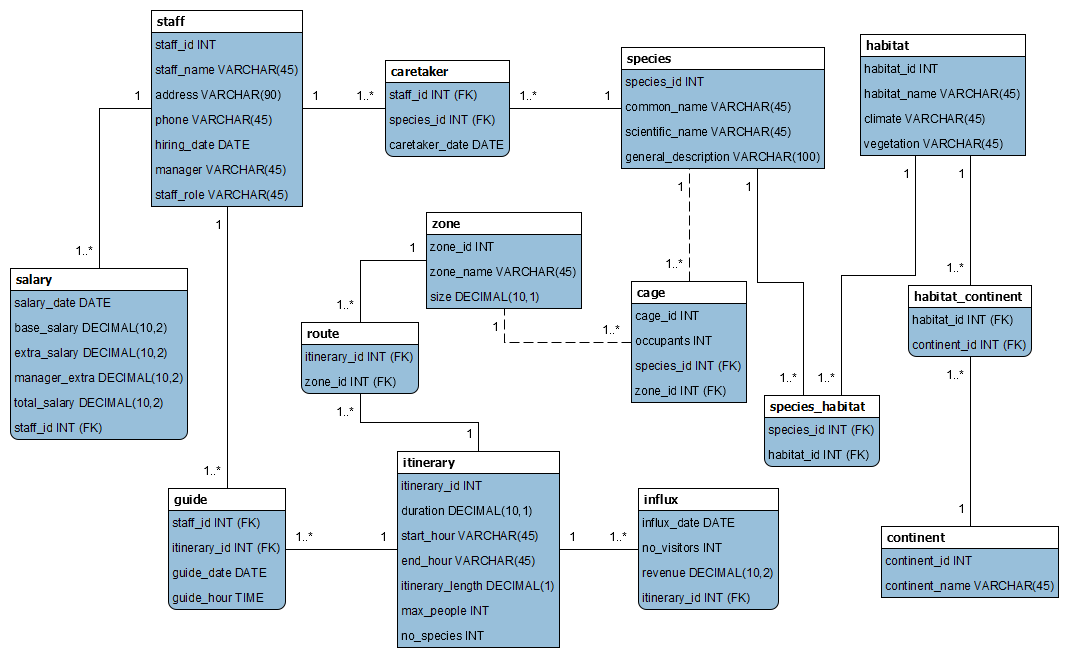 staff
staff_id INT
staff_name VARCHAR(45)
address VARCHAR(90)
phone VARCHAR(45)
hiring_date DATE
manager VARCHAR(45)
staff_role VARCHAR(45)
1
1..*
caretaker
staff_id INT (FK)
species_id INT (FK)
caretaker_date DATE
1..*
1
species
species_id INT
common_name VARCHAR(45)
scientific_name VARCHAR(45)
general_description VARCHAR(100)
habitat
habitat_id INT
habitat_name VARCHAR(45)
climate VARCHAR(45)
vegetation VARCHAR(45)
1
1..*
salary
salary_date DATE
base_salary DECIMAL(10,2)
extra_salary DECIMAL(10,2)
manager_extra DECIMAL(10,2)
total_salary DECIMAL(10,2)
staff_id INT (FK)
1
1..*
zone
zone_id INT
zone_name VARCHAR(45)
size DECIMAL(10,1)
1
1..*
route
itinerary_id INT (FK)
zone_id INT (FK)
1
1..*
1
1..*
cage
cage_id INT
occupants INT
species_id INT (FK)
zone_id INT (FK)
1
1..*
1
1..*
species_habitat
species_id INT (FK)
habitat_id INT (FK)
1
1..*
habitat_continent
habitat_id INT (FK)
continent_id INT (FK)
1..*
1
continent
continent_id INT
continent_name VARCHAR(45)
1..*
1
guide
staff_id INT (FK)
itinerary_id INT (FK)
guide_date DATE
guide_hour TIME
1..*
1
itinerary
itinerary_id INT
duration DECIMAL(10,1)
start_hour VARCHAR(45)
end_hour VARCHAR(45)
itinerary_length DECIMAL(1)
max_people INT
no_species INT
1
1..*
influx
influx_date DATE
no_visitors INT
revenue DECIMAL(10,2)
itinerary_id INT (FK)